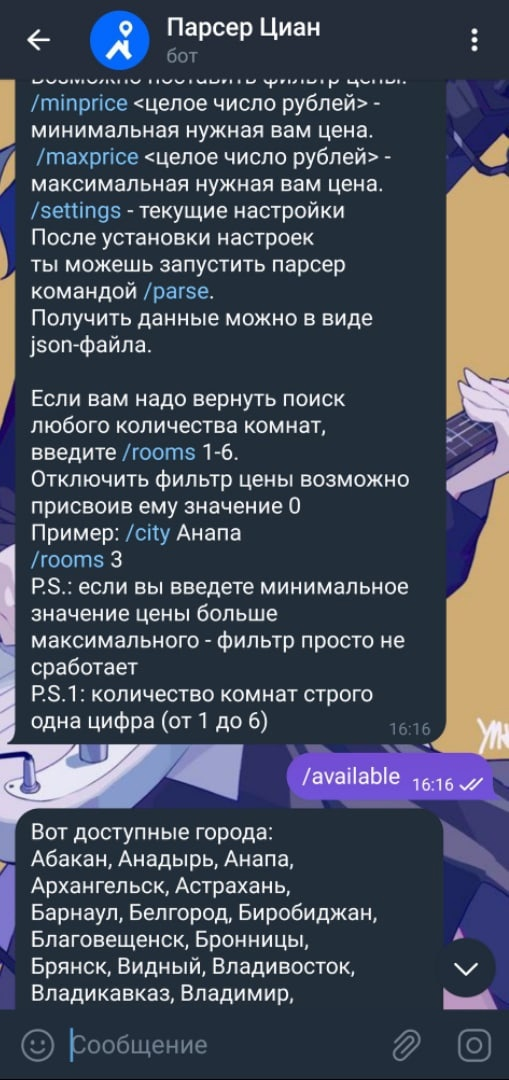 Парсер Циан
бот
Возможно поставить фильтр цены.
/minprice <целое число рублей> -
минимальная нужная вам цена.
/maxprice <целое число рублей> -
максимальная нужная вам цена.
/settings - текущие настройки
После установки настроек
ты можешь запустить парсер
командой /parse.
Получить данные можно в виде
json-файла.
Если вам надо вернуть поиск
любого количества комнат,
введите /rooms 1-6.
Отключить фильтр цены возможно
присвоив ему значение 0
Пример: /city Анапа
/rooms 3
P.S.: если вы введете минимальное
значение цены больше
максимального - фильтр просто не
сработает
P.S.1: количество комнат строго
одна цифра (от 1 до 6)
16:16
/available 16:16
Вот доступные города:
Абакан, Анадырь, Анапа,
Архангельск, Астрахань,
Барнаул, Белгород, Биробиджан,
Благовещенск, Бронницы,
Брянск, Видный, Владивосток,
Владикавказ, Владимир,
Сообщение